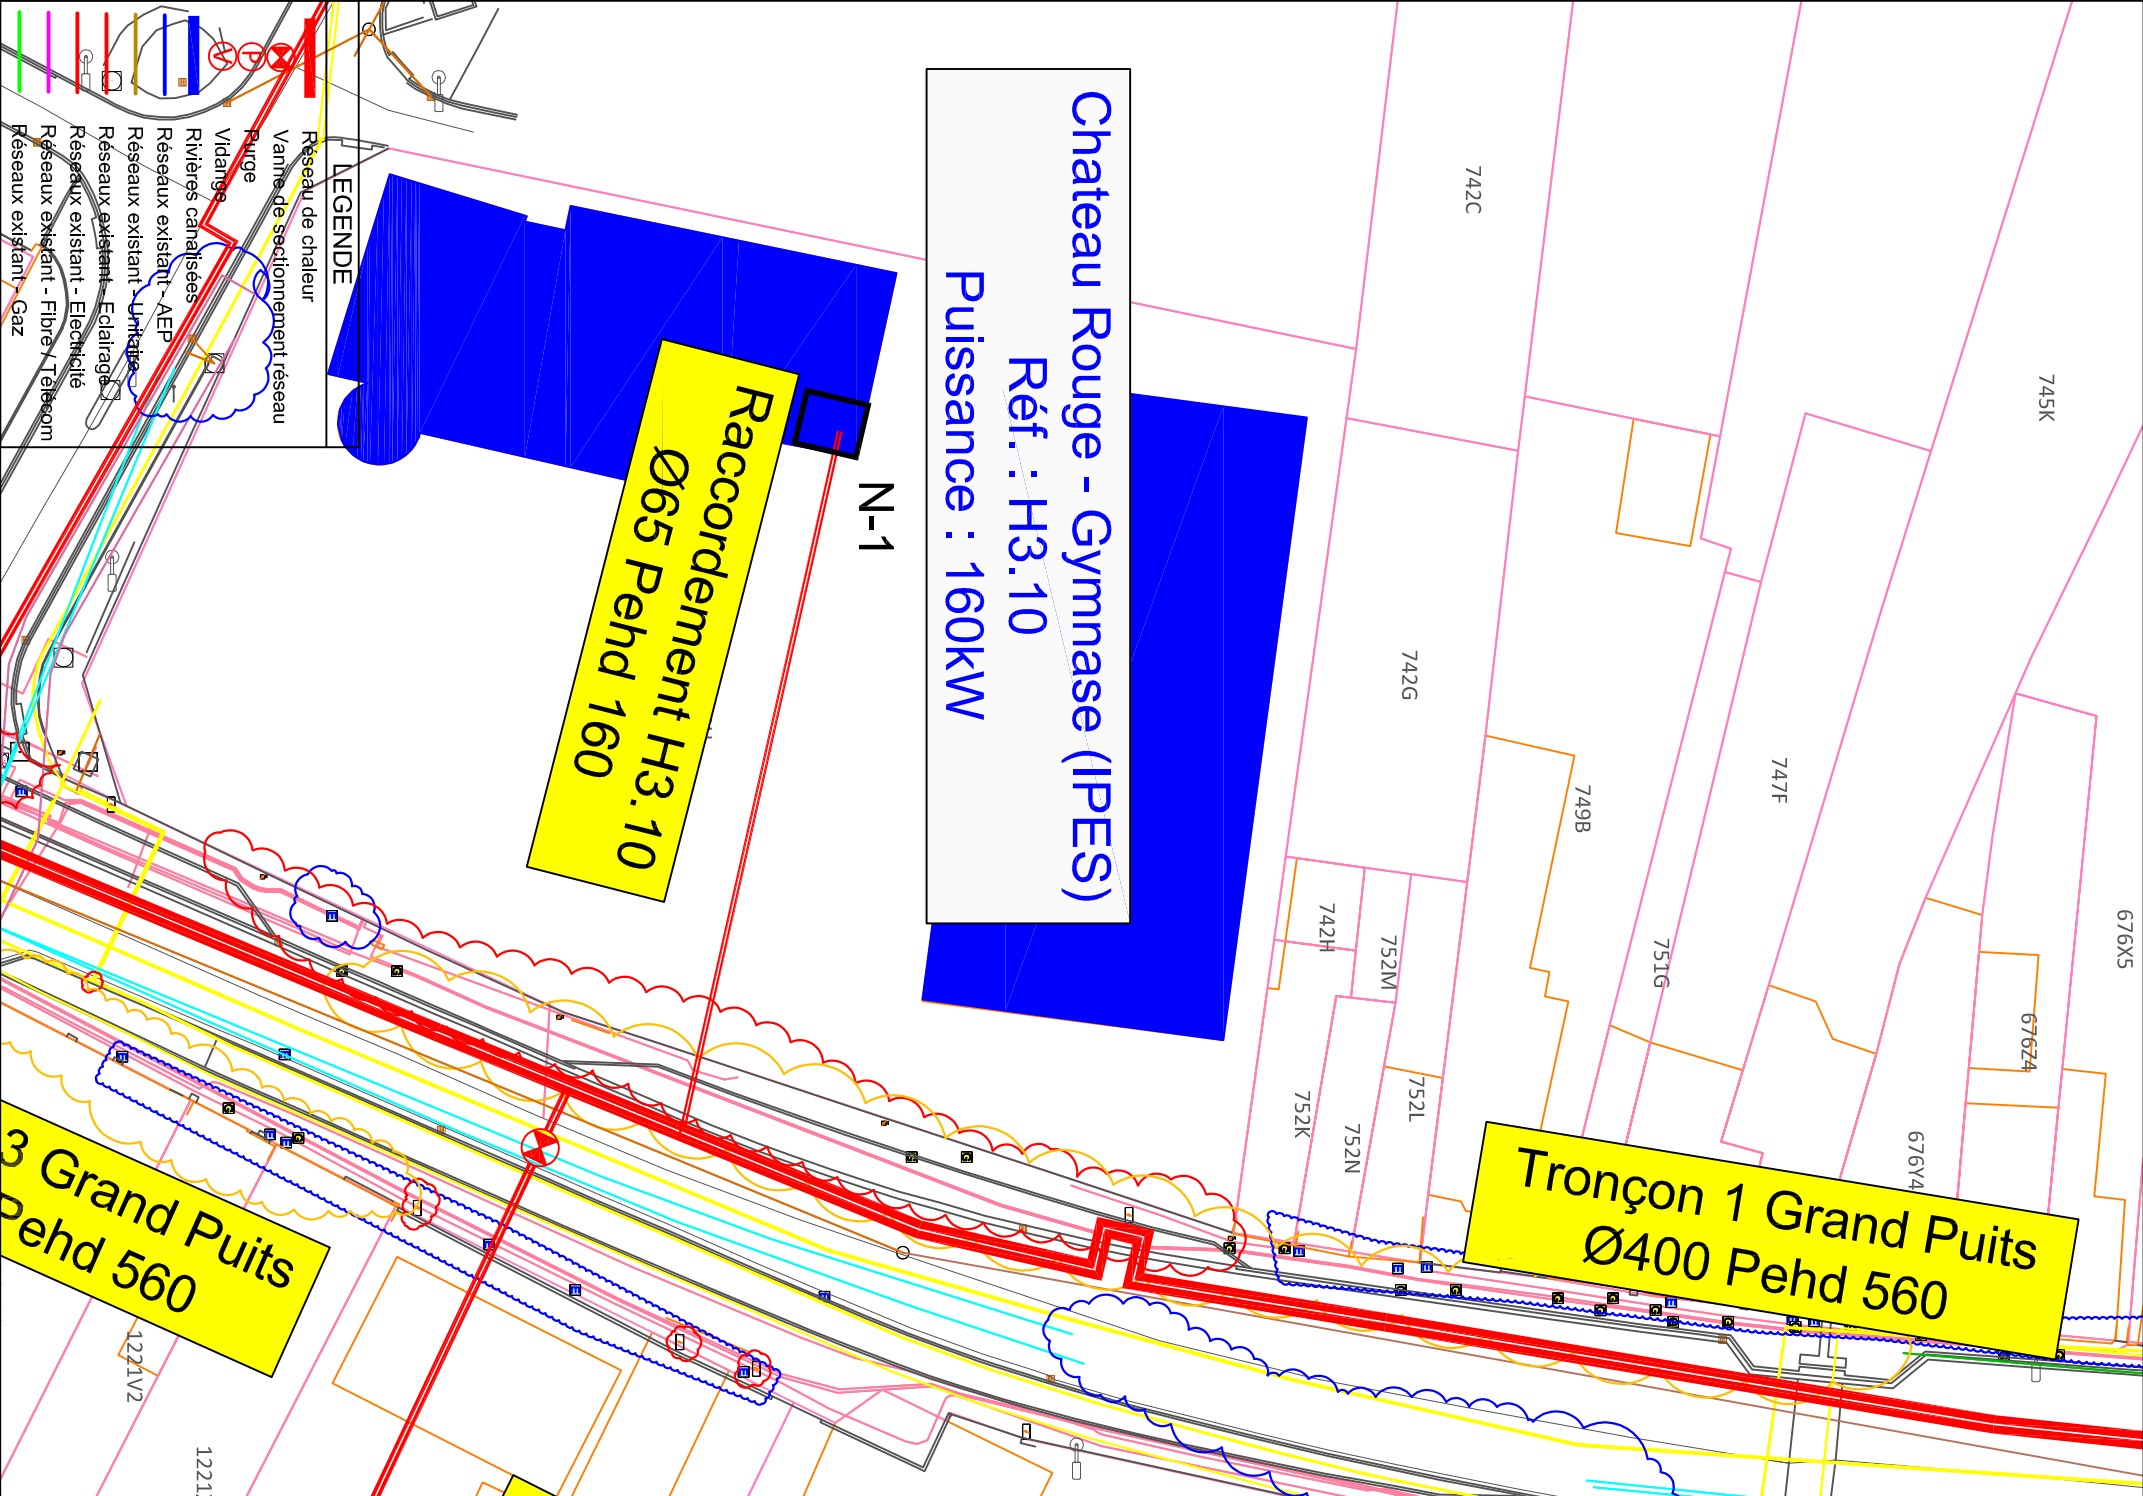 LEGENDE
Réseau de chaleur
Vanne de sectionnement réseau
Purge
Vidange
Rivières canalisées
Réseaux existant - AEP
Réseaux existant - Unitaire
Réseaux existant - Eclairage
Réseaux existant - Electricité
Réseaux existant - Fibre / Télécom
Réseaux existant - Gaz
P
A
Chateau Rouge - Gymnase (IPES)
Réf. : H3.10
Puissance : 160kW
N-1
Raccordement H3.10
Ø65 Pehd 160
Tronçon 1 Grand Puits
Ø400 Pehd 560
3 Grand Puits
Pehd 560
742C
745K
742G
747F
749B
742H
752M
751G
676X5
676Z4
752K
752N
752L
676Y4
1221V2